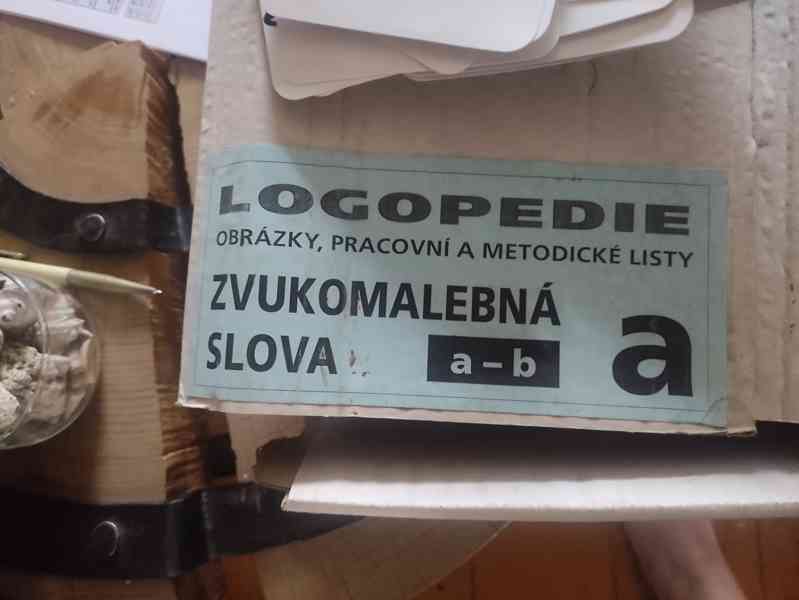 LOGOPEDIE
OBRÁZKY, PRACOVNÍ A METODICKÉ LISTY
ZVUKOMALEBNÁ
SLOVA a – b a